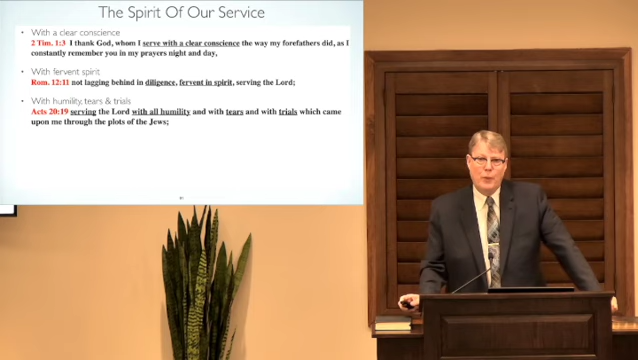 The Spirit Of Our Service
• With a clear conscience
2 Tim. 1:3 I thank God, whom I serve with a clear conscience the way my forefathers did, as I
constantly remember you in my prayers night and day,
• With fervent spirit
Rom. 12:11 not lagging behind in diligence, fervent in spirit, serving the Lord;
• With humility, tears & trials
Acts 20:19 serving the Lord with all humility and with tears and with trials which came
upon me through the plots of the Jews;